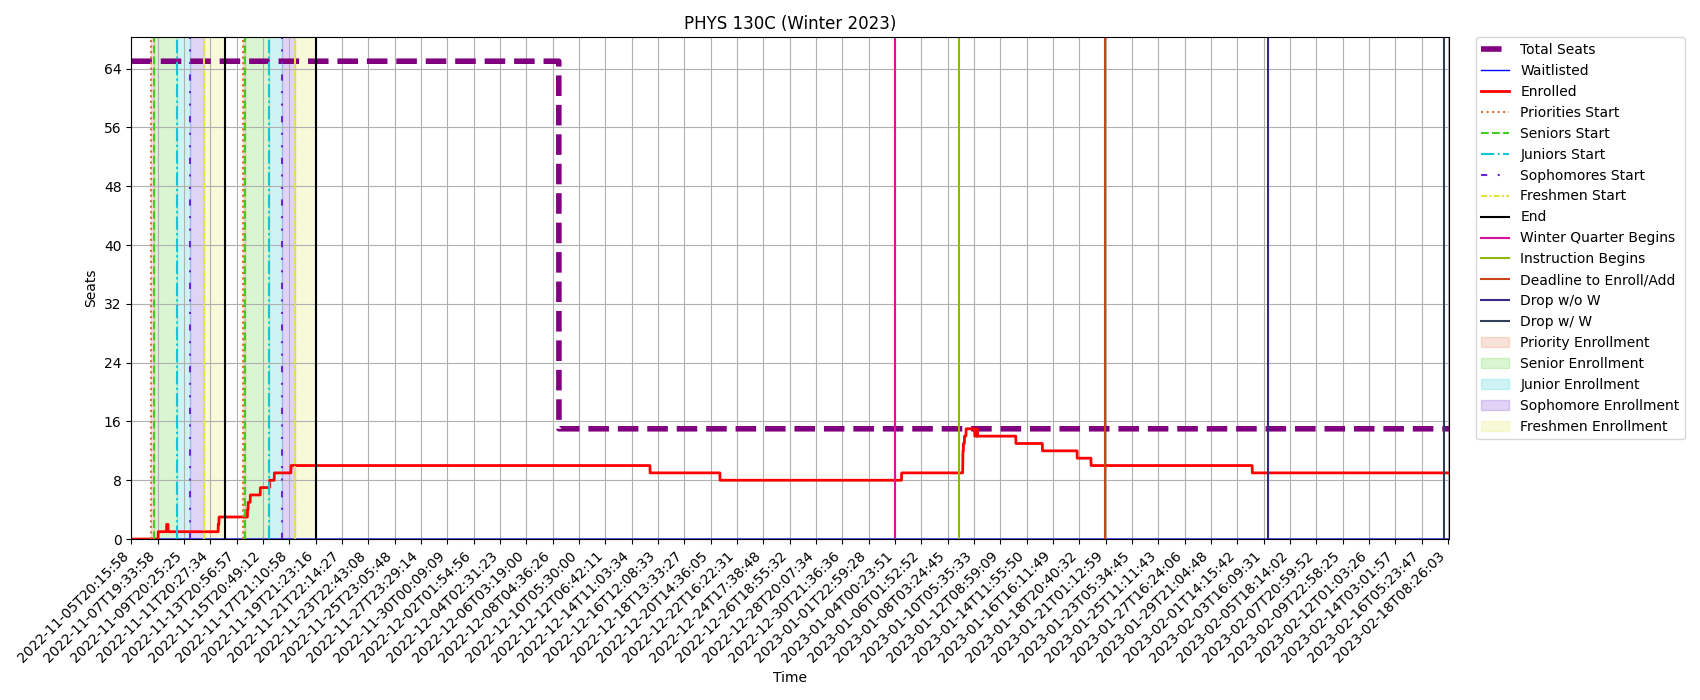 PHYS 130C (Winter 2023)
Seats
64
56
48
40
32
24
16
8
0
2022-11-05T20:15:58
2022-11-07T19:33:58
2022-11-09T20:25:25
2022-11-11T20:27:34
2022-11-13T20:56:57
2022-11-15T20:49:12
2022-11-17T21:10:58
2022-11-19T21:23:16
2022-11-21T22:14:27
2022-11-23T22:43:08
2022-11-25T23:05:48
2022-11-27T23:29:14
2022-11-30T00:09:09
2022-12-02T01:54:56
2022-12-04T02:31:23
2022-12-06T03:19:00
2022-12-08T04:36:26
2022-12-10T05:30:00
2022-12-12T06:42:11
2022-12-14T11:03:34
2022-12-16T12:08:33
2022-12-18T13:33:27
2022-12-20T14:36:05
2022-12-22T16:22:31
2022-12-24T17:38:48
2022-12-26T18:55:32
2022-12-28T20:07:34
2022-12-30T21:36:36
2023-01-01T22:59:28
2023-01-04T00:23:51
2023-01-06T01:52:52
2023-01-08T03:24:45
2023-01-10T05:35:33
2023-01-12T08:59:09
2023-01-14T11:55:50
2023-01-16T16:11:49
2023-01-18T20:40:32
2023-01-21T01:12:59
2023-01-23T05:34:45
2023-01-25T11:11:43
2023-01-27T16:24:06
2023-01-29T21:04:48
2023-02-01T14:15:42
2023-02-03T16:09:31
2023-02-05T18:14:02
2023-02-07T20:59:52
2023-02-09T22:58:25
2023-02-12T01:03:26
2023-02-14T03:01:57
2023-02-16T05:23:47
2023-02-18T08:26:03
Time
Total Seats
Waitlisted
Enrolled
Priorities Start
Seniors Start
Juniors Start
Sophomores Start
Freshmen Start
End
Winter Quarter Begins
Instruction Begins
Deadline to Enroll/Add
Drop w/o W
Drop w/ W
Priority Enrollment
Senior Enrollment
Junior Enrollment
Sophomore Enrollment
Freshmen Enrollment